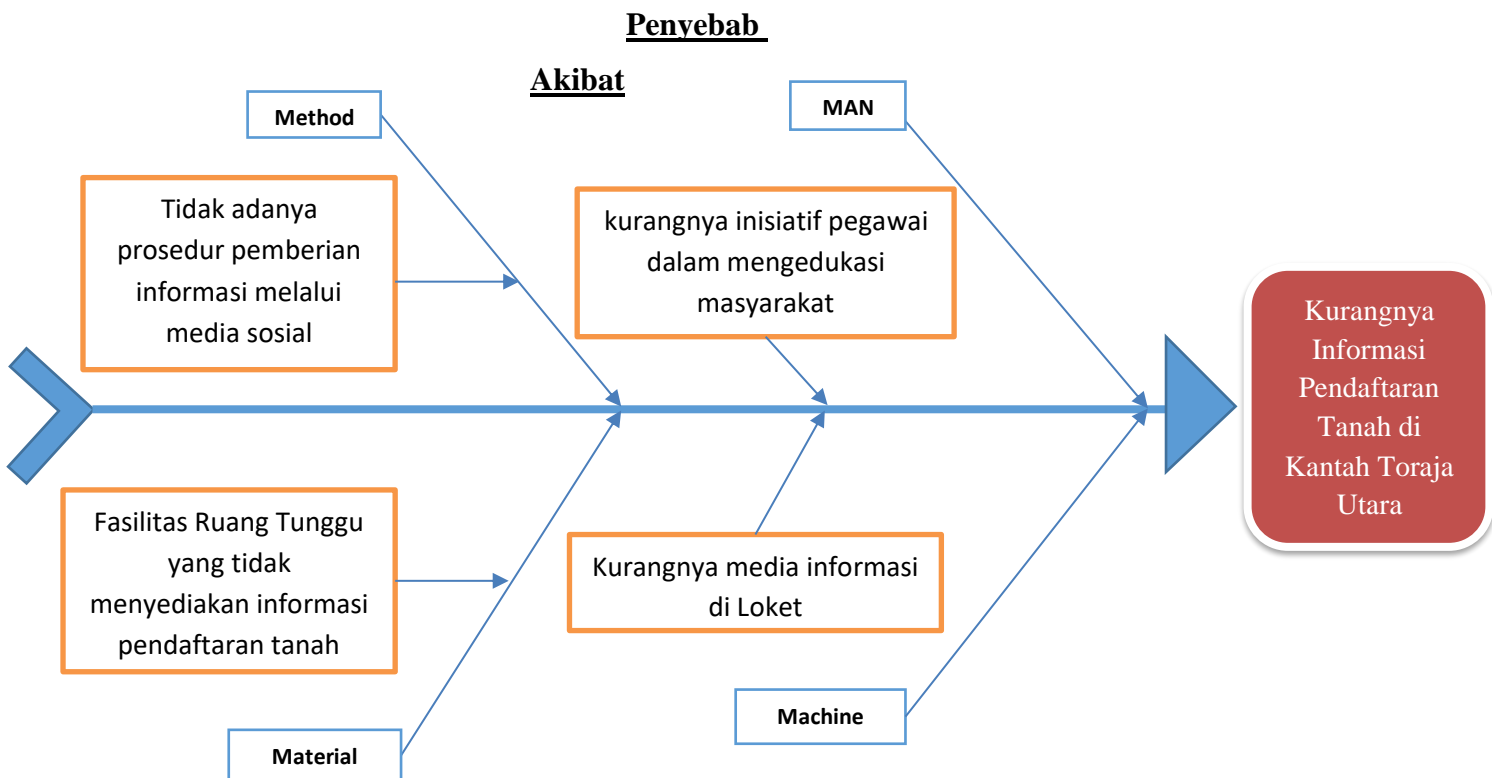 Penyebab
Akibat
Method
MAN
Tidak adanya
prosedur pemberian
informasi melalui
media sosial
kurangnya inisiatif pegawai
dalam mengedukasi
masyarakat
Kurangnya
Informasi
Pendaftaran
Tanah di
Kantah Toraja
Utara
Fasilitas Ruang Tunggu
yang tidak
menyediakan informasi
pendaftaran tanah
Kurangnya media informasi
di Loket
Machine
Material